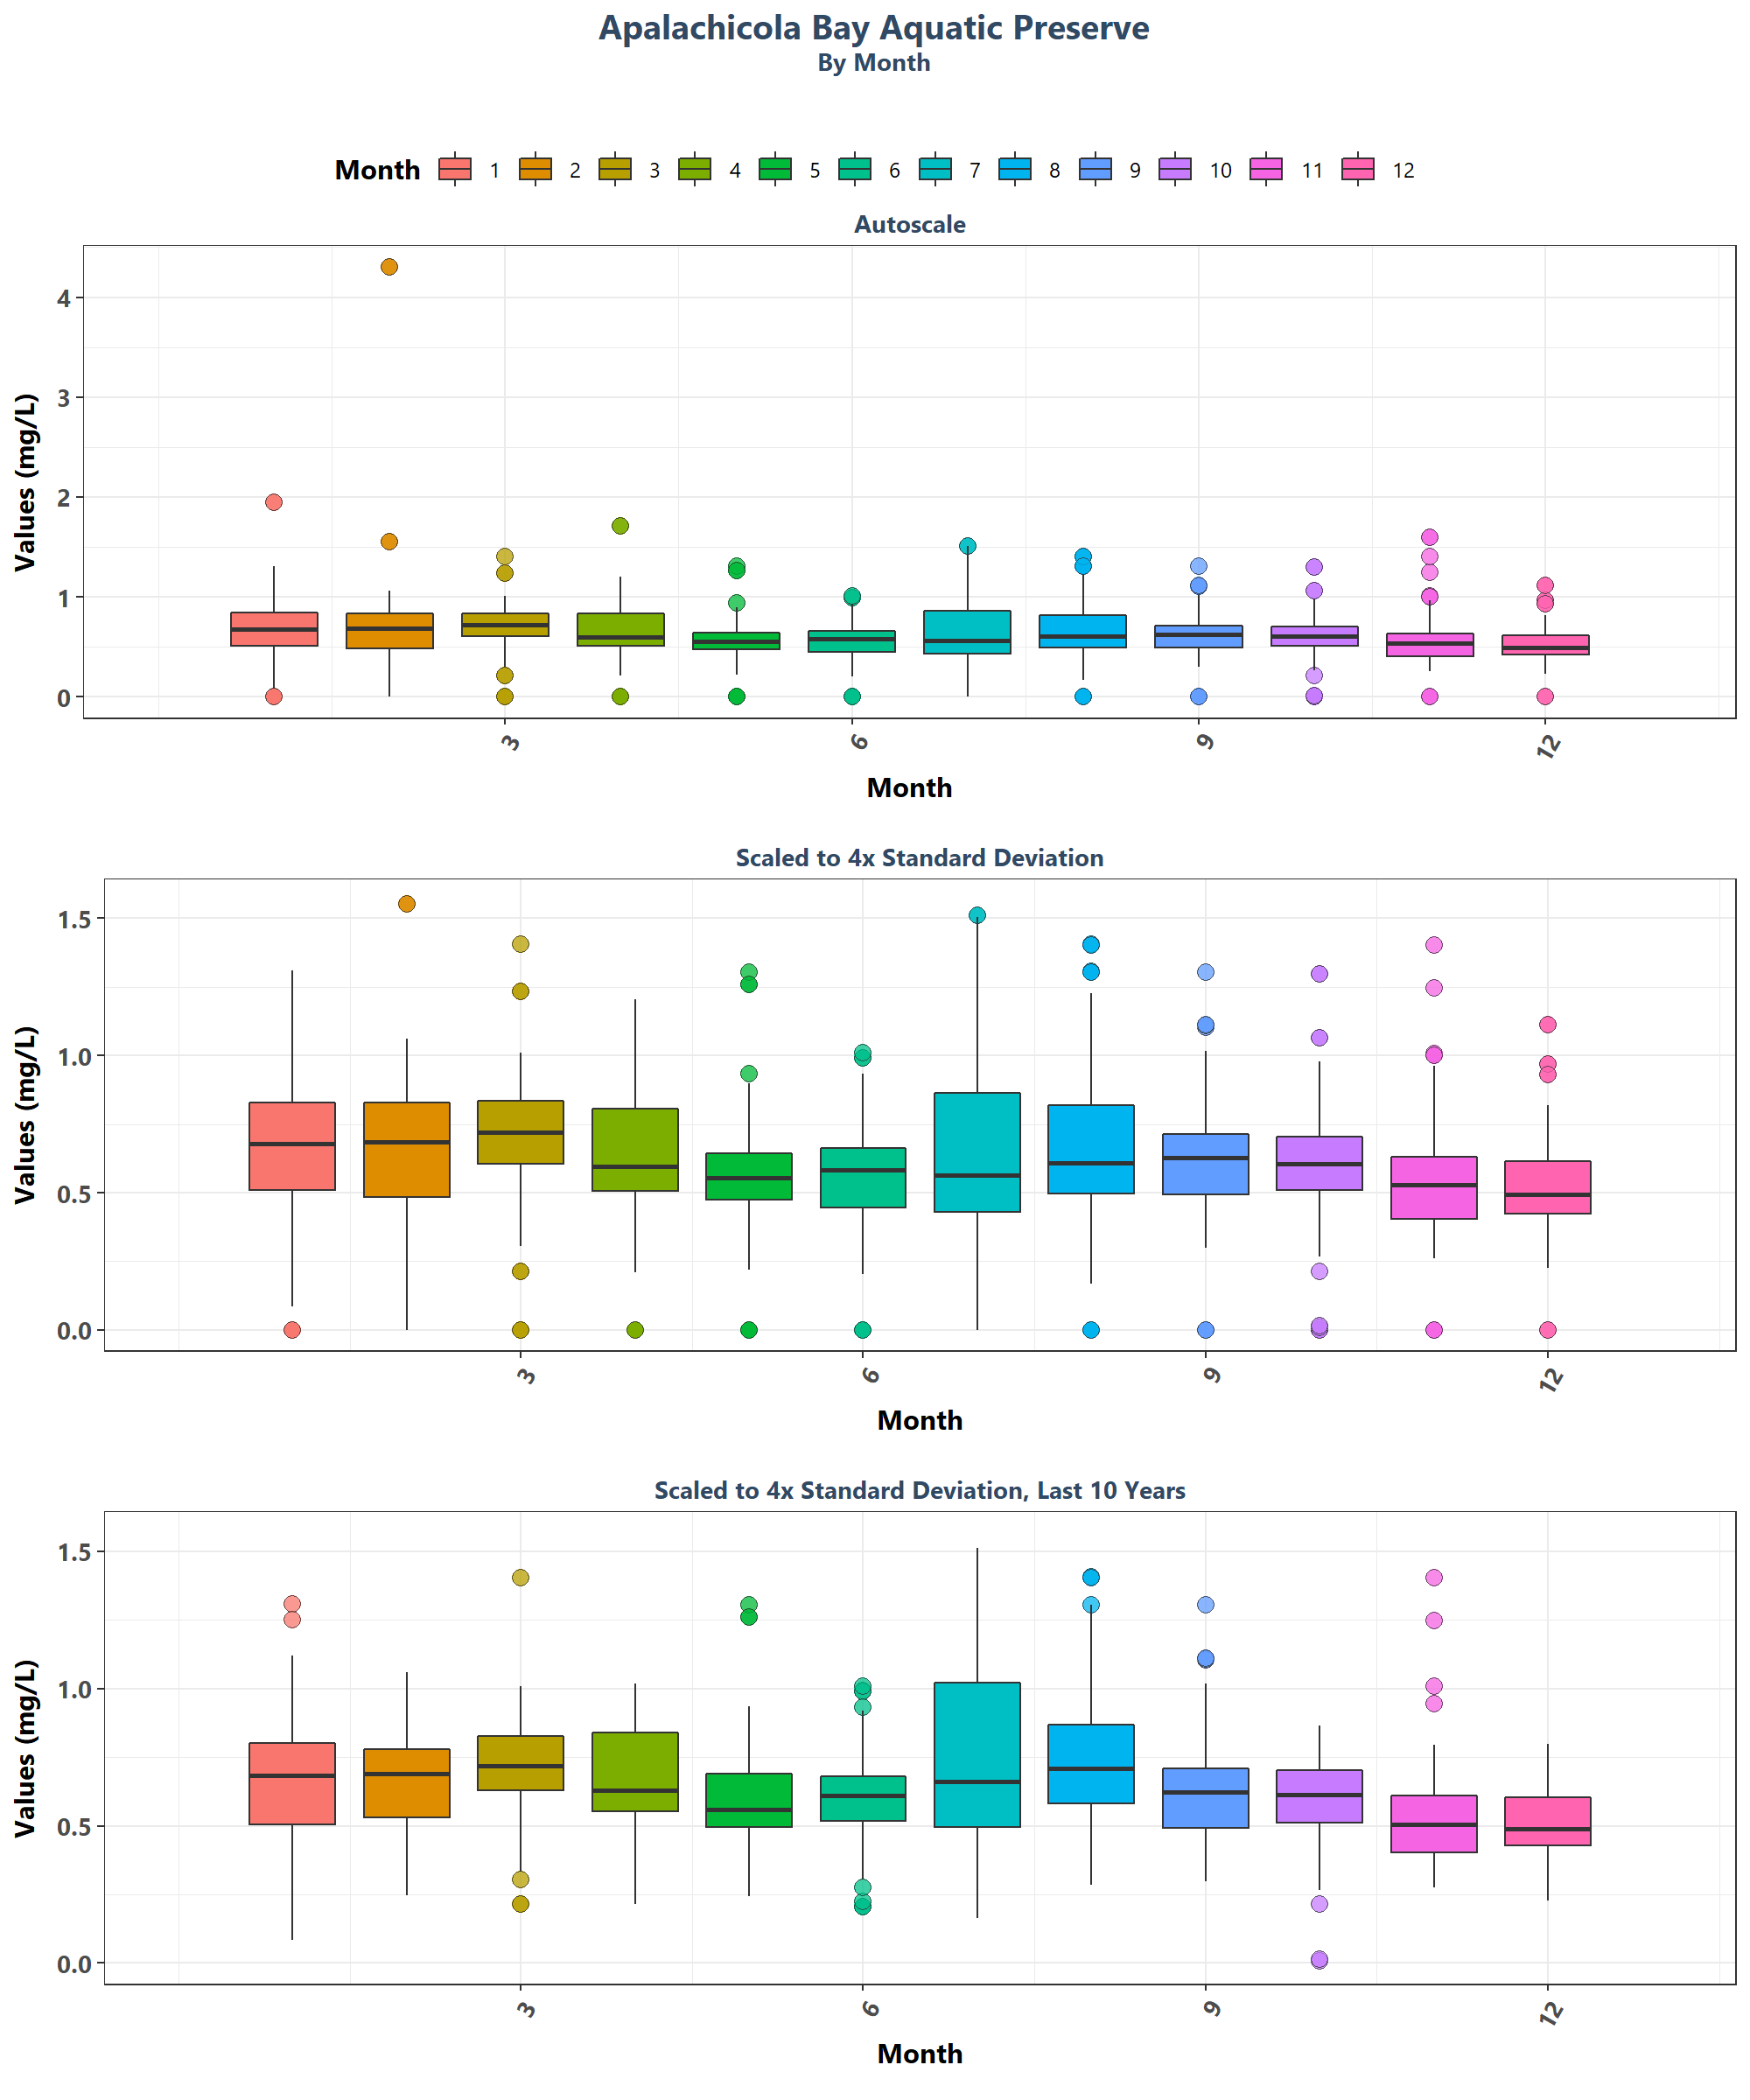 Apalachicola Bay Aquatic Preserve
By Month
Month 1 2 3 4 5 6 7 8 9 10 11 12
Autoscale
Values (mg/L)
4
3
2
1
0
3 6 9 12
Month
Scaled to 4x Standard Deviation
Values (mg/L)
1.5
1.0
0.5
0.0
3 6 9 12
Month
Scaled to 4x Standard Deviation, Last 10 Years
Values (mg/L)
1.5
1.0
0.5
0.0
3 6 9 12
Month